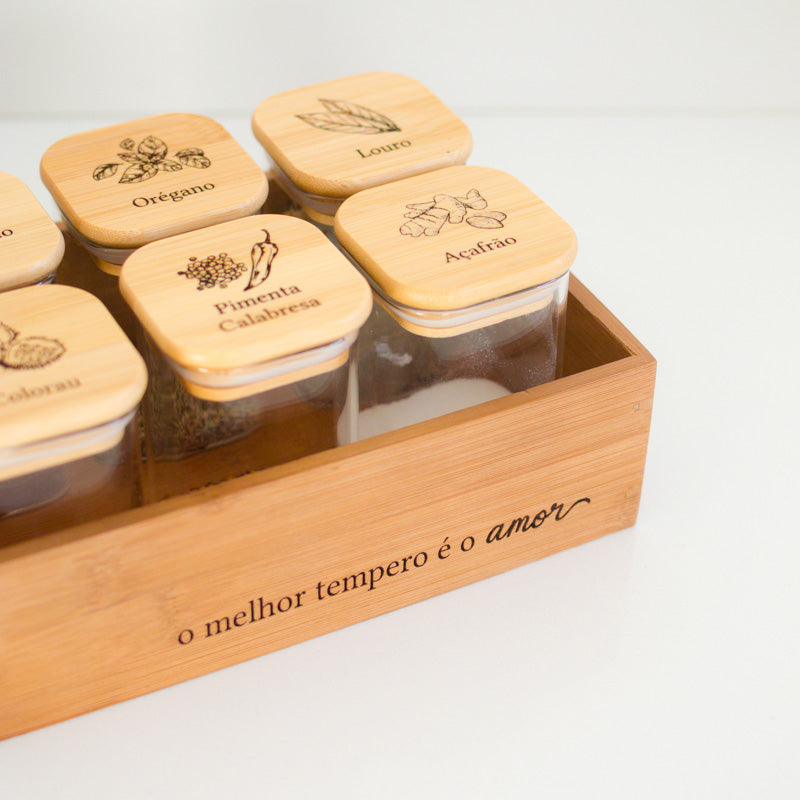 Louro
Orégano
Açafrão
Pimenta
Calabresa
Colorau
o melhor tempero é o amor